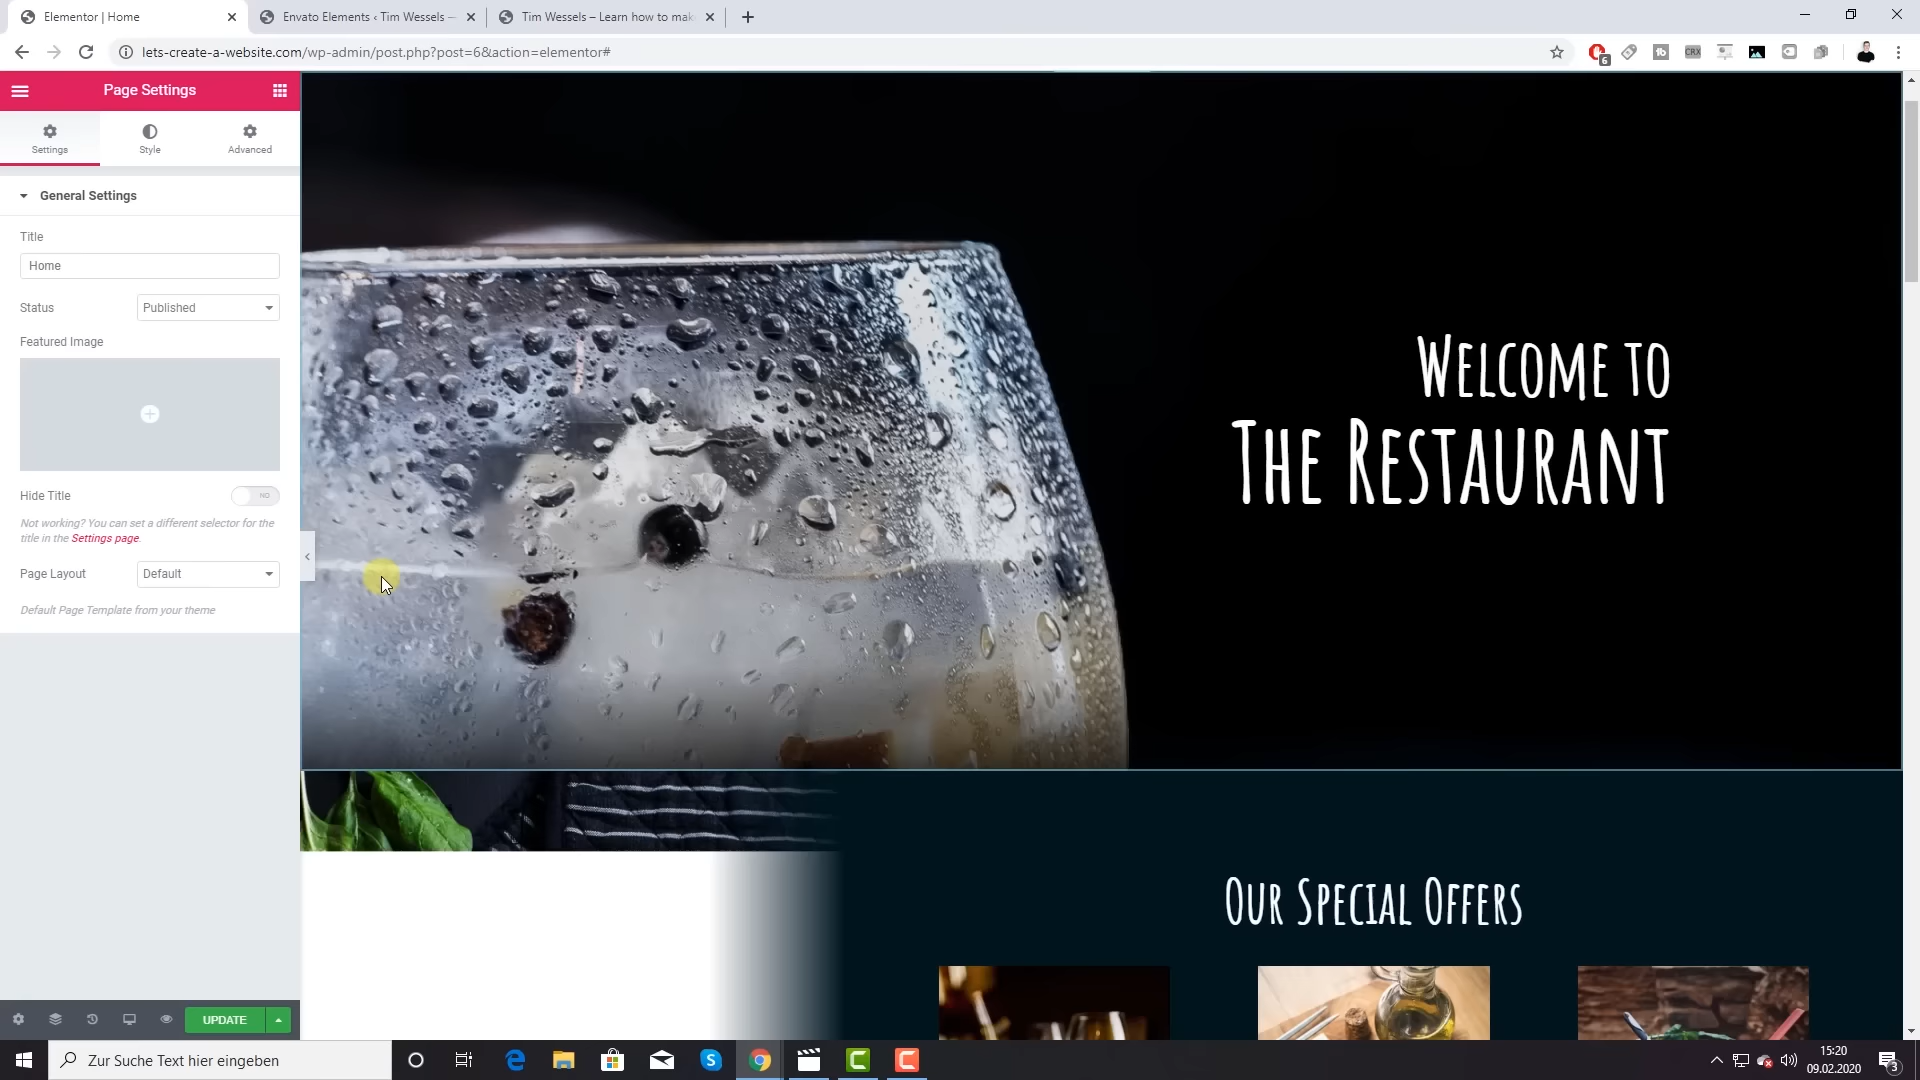 Elementor | Home
Envato Elements ‹ Tim Wessels —
Tim Wessels – Learn how to mak
lets-create-a-website.com/wp-admin/post.php?post=6&action=elementor#
6
CRX
Page Settings
Settings
Style
Advanced
General Settings
Title
Home
Status
Published
Featured Image
Hide Title
NO
Not working? You can set a different selector for the
title in the Settings page.
Page Layout
Default
Default Page Template from your theme
Welcome to
The Restaurant
Our Special Offers
UPDATE
Zur Suche Text hier eingeben
15:20
09.02.2020
3